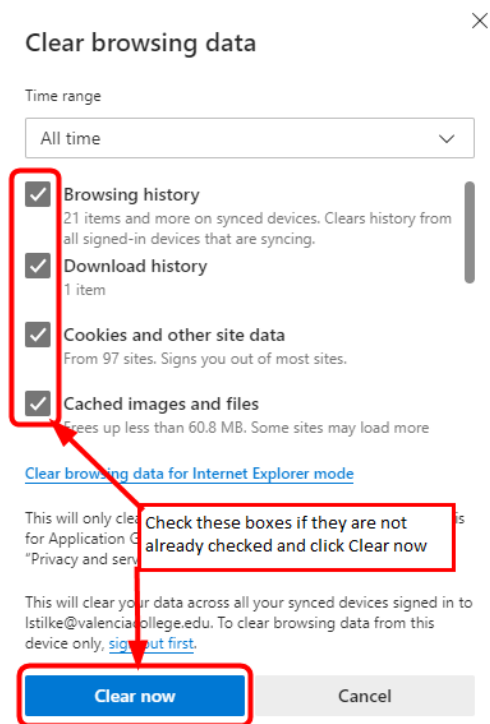 Clear browsing data
Time range
All time
Browsing history
21 items and more on synced devices. Clears history from
all signed-in devices that are syncing.
Download history
1 item
Cookies and other site data
From 97 sites. Signs you out of most sites.
Cached images and files
Frees up less than 60.8 MB. Some sites may load more
Clear browsing data for Internet Explorer mode
This will only
for Application
"Privacy and
Check these boxes if they are not
already checked and click Clear now
This will clear your data across all your synced devices signed in to
lstilke@valenciacollege.edu. To clear browsing data from this
device only, sign out first.
Clear now
Cancel